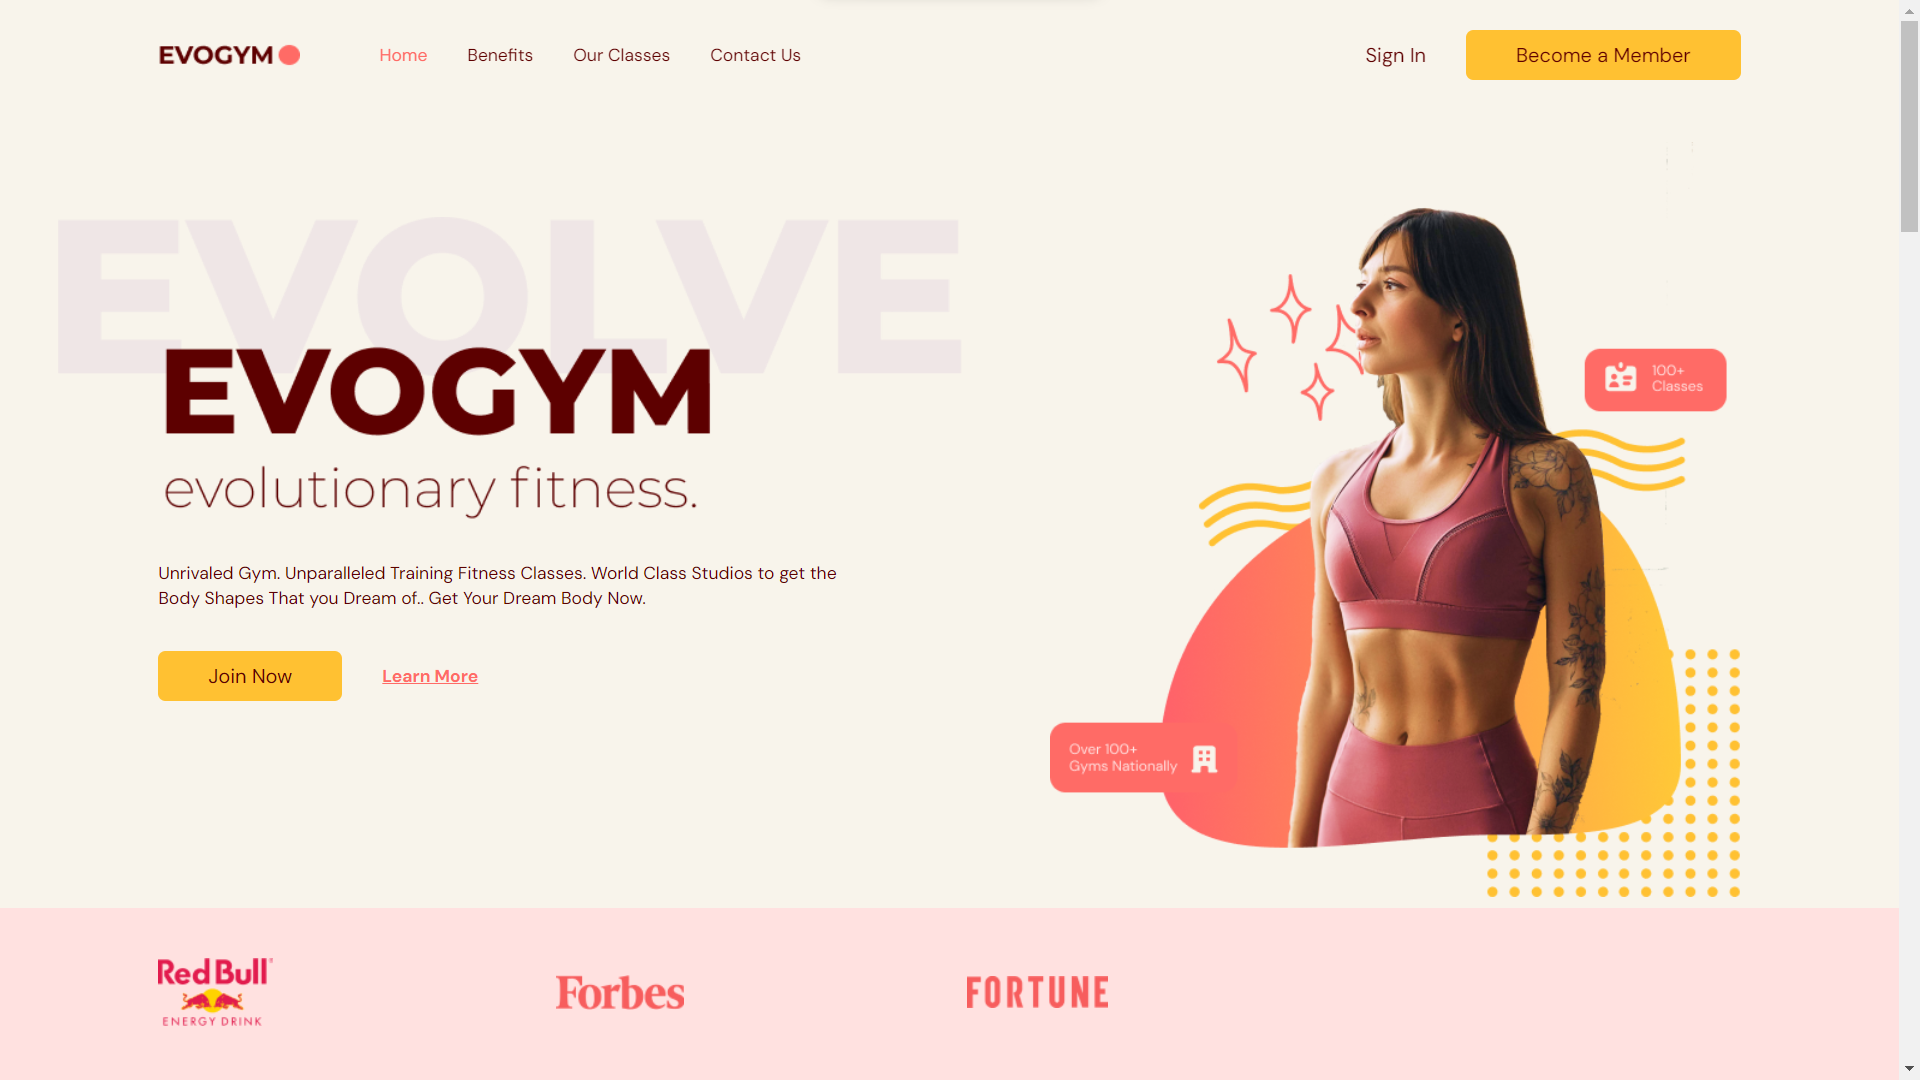 EVOGYM
Home
Benefits
Our Classes
Contact Us
Sign In
Become a Member
EVOLVE
EVOGYM
evolutionary fitness.
Unrivaled Gym. Unparalleled Training Fitness Classes. World Class Studios to get the
Body Shapes That you Dream of.. Get Your Dream Body Now.
Join Now
Learn More
100+
Classes
Over 100+
Gyms Nationally
Red Bull
ENERGY DRINK
Forbes
FORTUNE